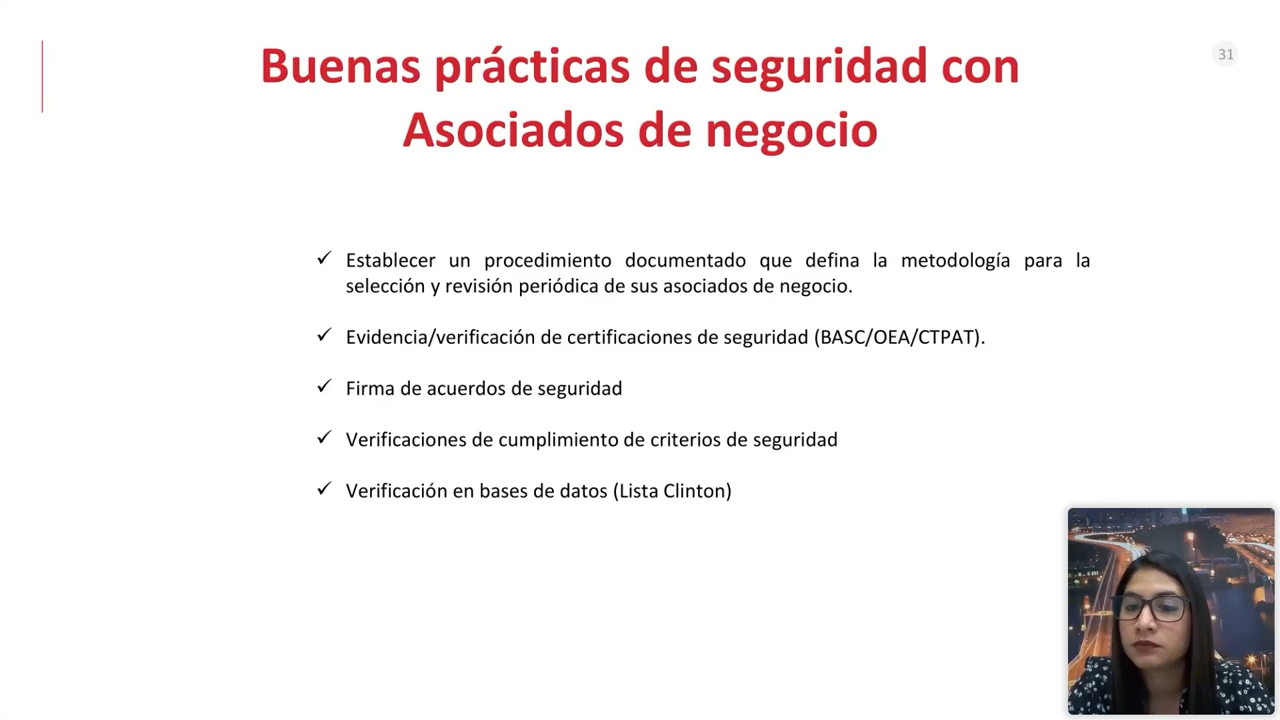 31
Buenas prácticas de seguridad con
Asociados de negocio
✓ Establecer un procedimiento documentado que defina la metodología para la
selección y revisión periódica de sus asociados de negocio.
✓ Evidencia/verificación de certificaciones de seguridad (BASC/OEA/CTPAT).
✓ Firma de acuerdos de seguridad
✓ Verificaciones de cumplimiento de criterios de seguridad
✓ Verificación en bases de datos (Lista Clinton)